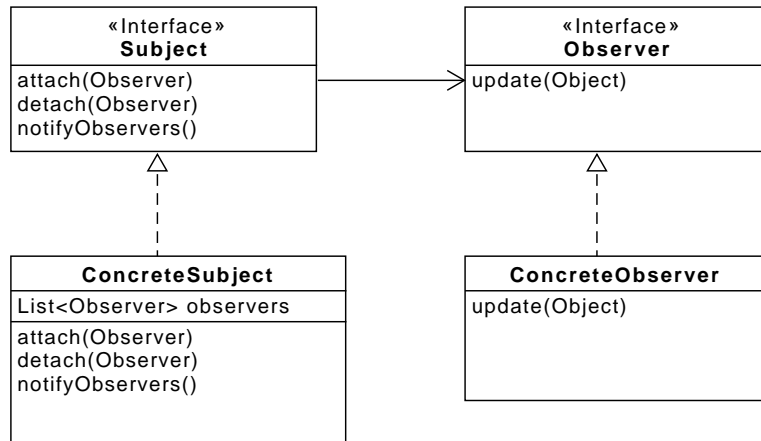 «Interface»
Subject
attach(Observer)
detach(Observer)
notifyObservers()
«Interface»
Observer
update(Object)
ConcreteSubject
List<Observer> observers
attach(Observer)
detach(Observer)
notifyObservers()
ConcreteObserver
update(Object)